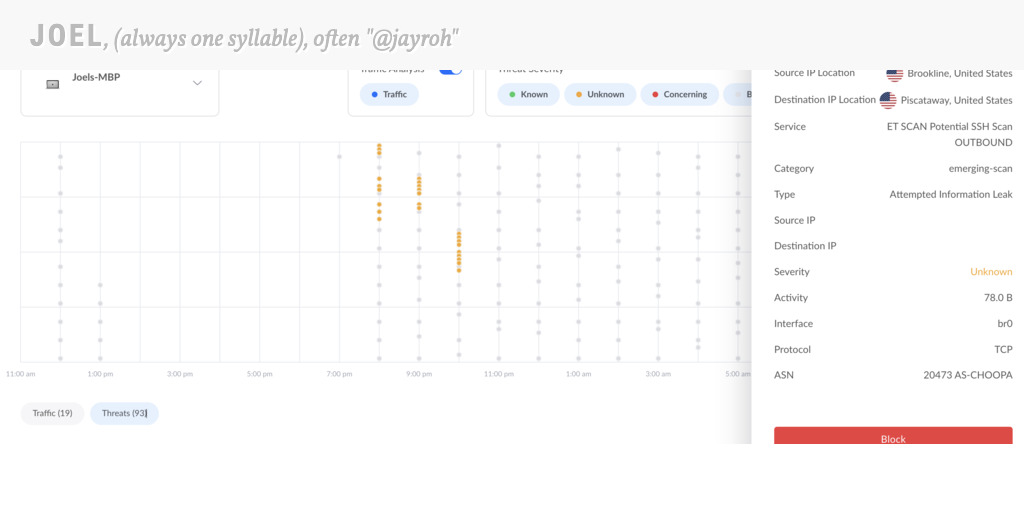 JOEL, (always one syllable), often "@jayroh"
Joels-MBP
Traffic Analysis
Traffic
Threat Severity
Known
Unknown
Concerning
B
11:00 am
1:00 pm
3:00 pm
5:00 pm
7:00 pm
9:00 pm
11:00 pm
1:00 am
3:00 am
5:00 am
Traffic (19)
Threats (93)
Source IP Location
Brookline, United States
Destination IP Location
Piscataway, United States
Service
ET SCAN Potential SSH Scan
OUTBOUND
Category
emerging-scan
Type
Attempted Information Leak
Source IP
Destination IP
Severity
Unknown
Activity
78.0 B
Interface
br0
Protocol
TCP
ASN
20473 AS-CHOOPA
Block